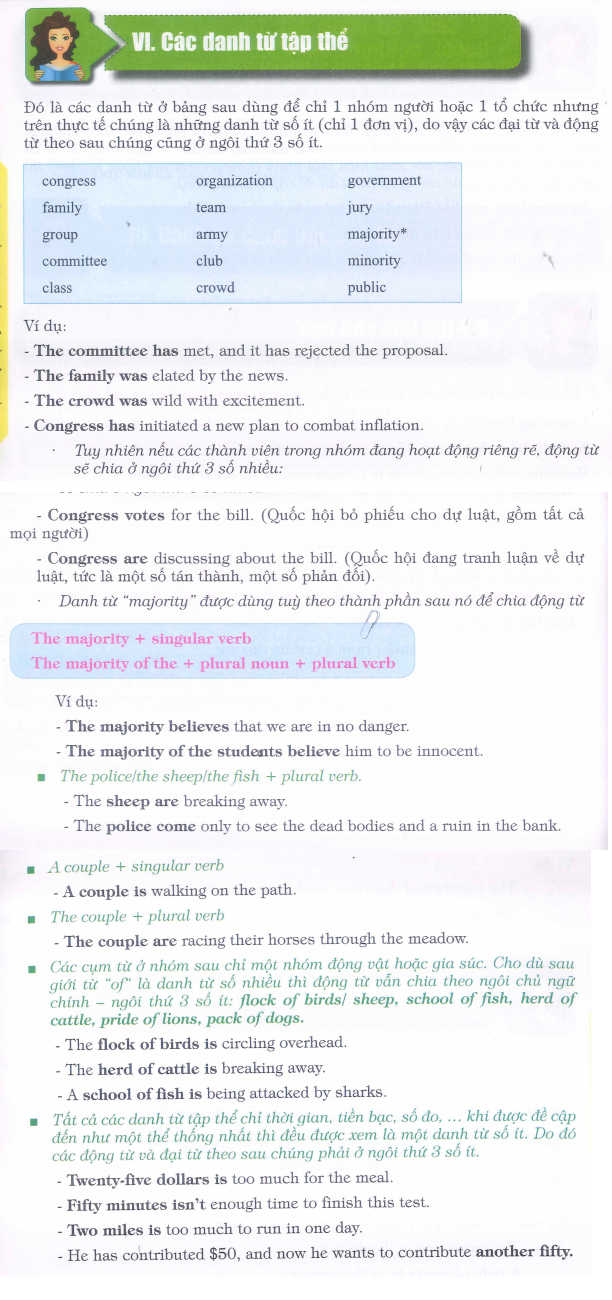 VI. Các danh từ tập thể
Đó là các danh từ ở bảng sau dùng để chỉ 1 nhóm người hoặc 1 tổ chức nhưng
trên thực tế chúng là những danh từ số ít (chỉ 1 đơn vị), do vậy các đại từ và động
từ theo sau chúng cũng ở ngôi thứ 3 số ít.
congress organization government
family team jury
group army majority*
committee club minority
class crowd public
Ví dụ:
- The committee has met, and it has rejected the proposal.
- The family was elated by the news.
- The crowd was wild with excitement.
- Congress has initiated a new plan to combat inflation.
· Tuy nhiên nếu các thành viên trong nhóm đang hoạt động riêng rẽ, động từ
sẽ chia ở ngôi thứ 3 số nhiều:
- Congress votes for the bill. (Quốc hội bỏ phiếu cho dự luật, gồm tất cả
mọi người)
- Congress are discussing about the bill. (Quốc hội đang tranh luận về dự
luật, tức là một số tán thành, một số phản đối).
· Danh từ "majority" được dùng tuỳ theo thành phần sau nó để chia động từ
The majority + singular verb
The majority of the + plural noun + plural verb
Ví dụ:
- The majority believes that we are in no danger.
- The majority of the students believe him to be innocent.
■ The police/the sheep/the fish + plural verb.
- The sheep are breaking away.
- The police come only to see the dead bodies and a ruin in the bank.
■ A couple + singular verb
- A couple is walking on the path.
■ The couple + plural verb
- The couple are racing their horses through the meadow.
■ Các cụm từ ở nhóm sau chỉ một nhóm động vật hoặc gia súc. Cho dù sau
giới từ "of" là danh từ số nhiều thì động từ vẫn chia theo ngôi chủ ngữ
chính – ngôi thứ 3 số ít: flock of birds/ sheep, school of fish, herd of
cattle, pride of lions, pack of dogs.
- The flock of birds is circling overhead.
- The herd of cattle is breaking away.
- A school of fish is being attacked by sharks.
■ Tất cả các danh từ tập thể chỉ thời gian, tiền bạc, số đo, ... khi được đề cập
đến như một thể thống nhất thì đều được xem là một danh từ số ít. Do đó
các động từ và đại từ theo sau chúng phải ở ngôi thứ 3 số ít.
- Twenty-five dollars is too much for the meal.
- Fifty minutes isn't enough time to finish this test.
- Two miles is too much to run in one day.
- He has contributed $50, and now he wants to contribute another fifty.